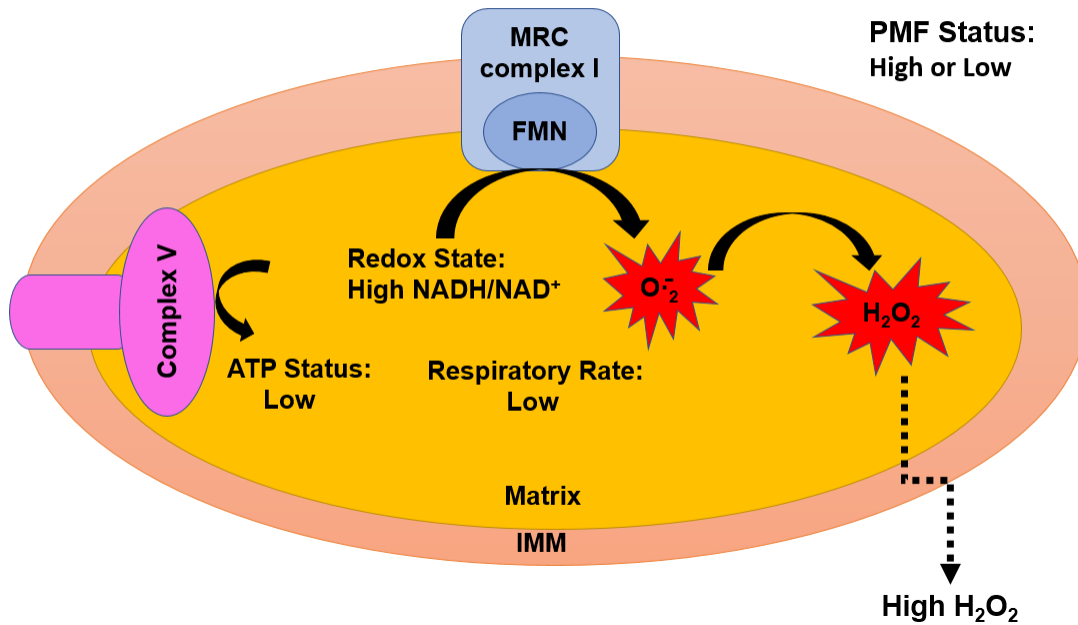 MRC
complex I
FMN
PMF Status:
High or Low
Complex V
Redox State:
High NADH/NAD⁺
O·⁻₂
H₂O₂
ATP Status:
Low
Respiratory Rate:
Low
Matrix
IMM
High H₂O₂